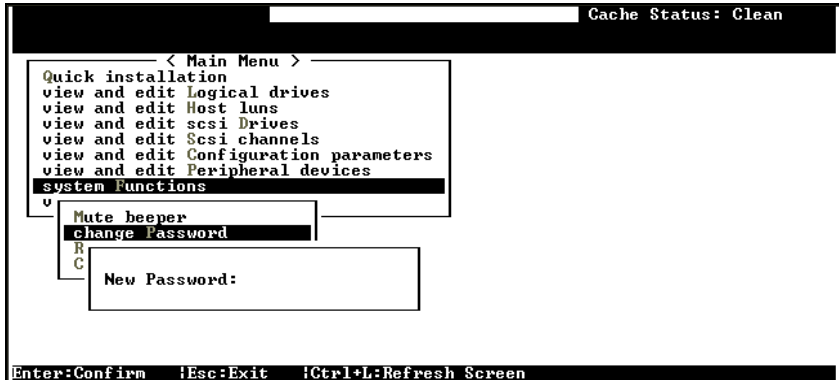 Cache Status: Clean
< Main Menu >
Quick installation
view and edit Logical drives
view and edit Host luns
view and edit scsi Drives
view and edit Scsi channels
view and edit Configuration parameters
view and edit Peripheral devices
system Functions
v
Mute beeper
change Password
R
C
New Password:
Enter:Confirm |Esc:Exit |Ctrl+L:Refresh Screen